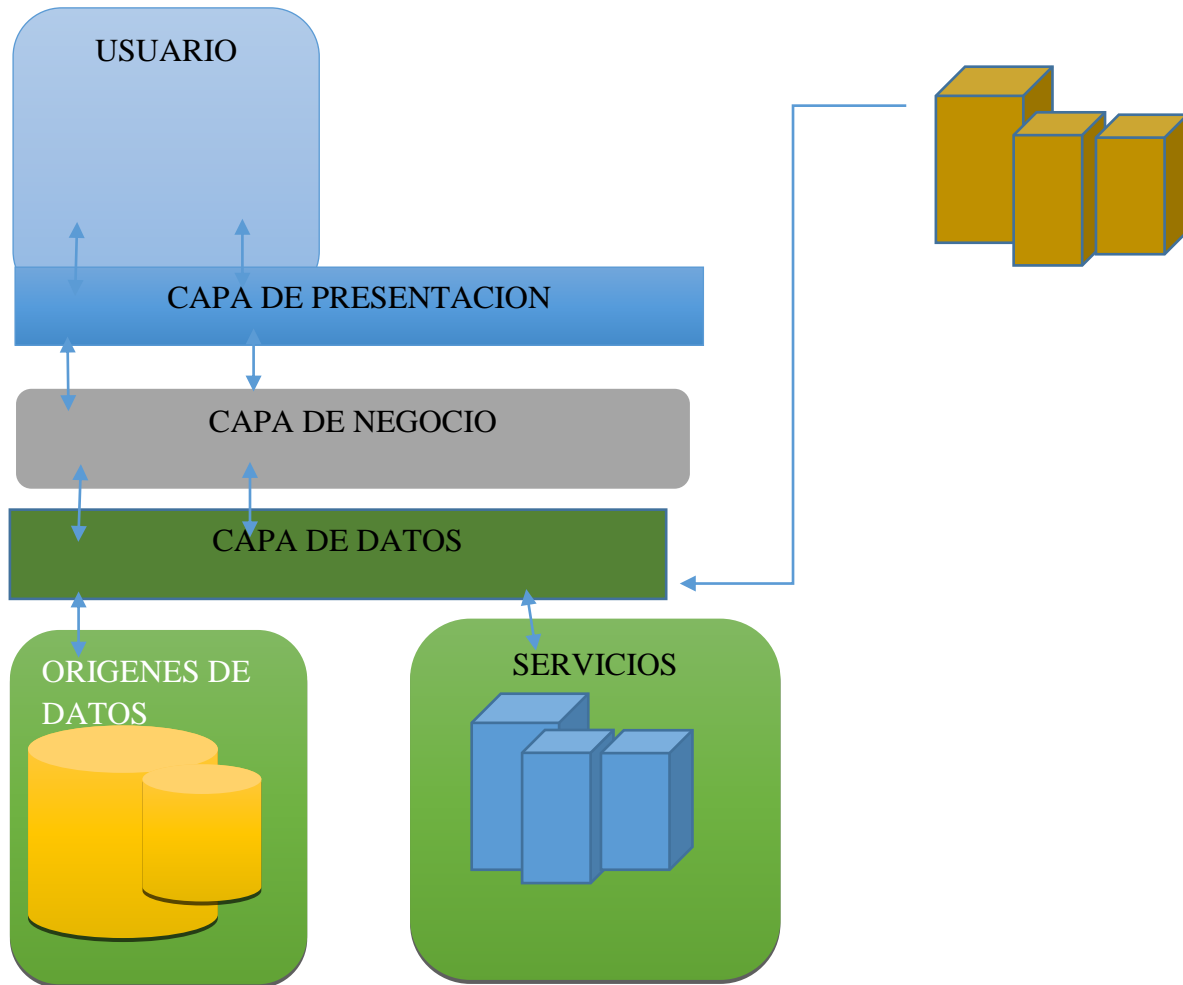 USUARIO
CAPA DE PRESENTACION
CAPA DE NEGOCIO
CAPA DE DATOS
ORIGENES DE
DATOS
SERVICIOS